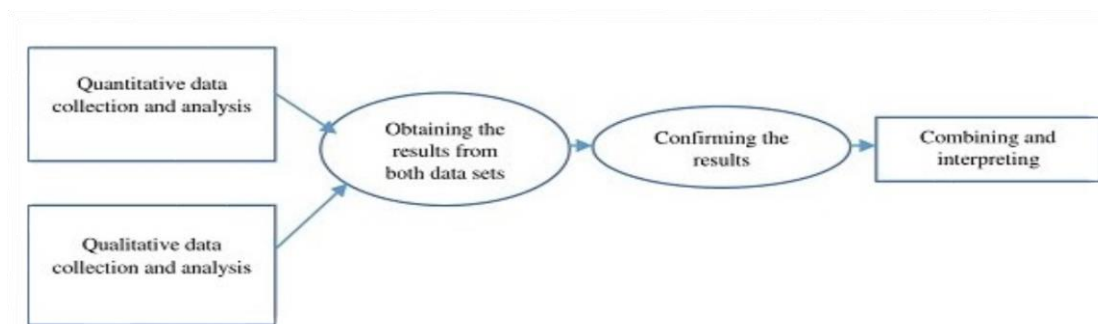 Quantitative data
collection and analysis
Qualitative data
collection and analysis
Obtaining the
results from
both data sets
Confirming the
results
Combining and
interpreting